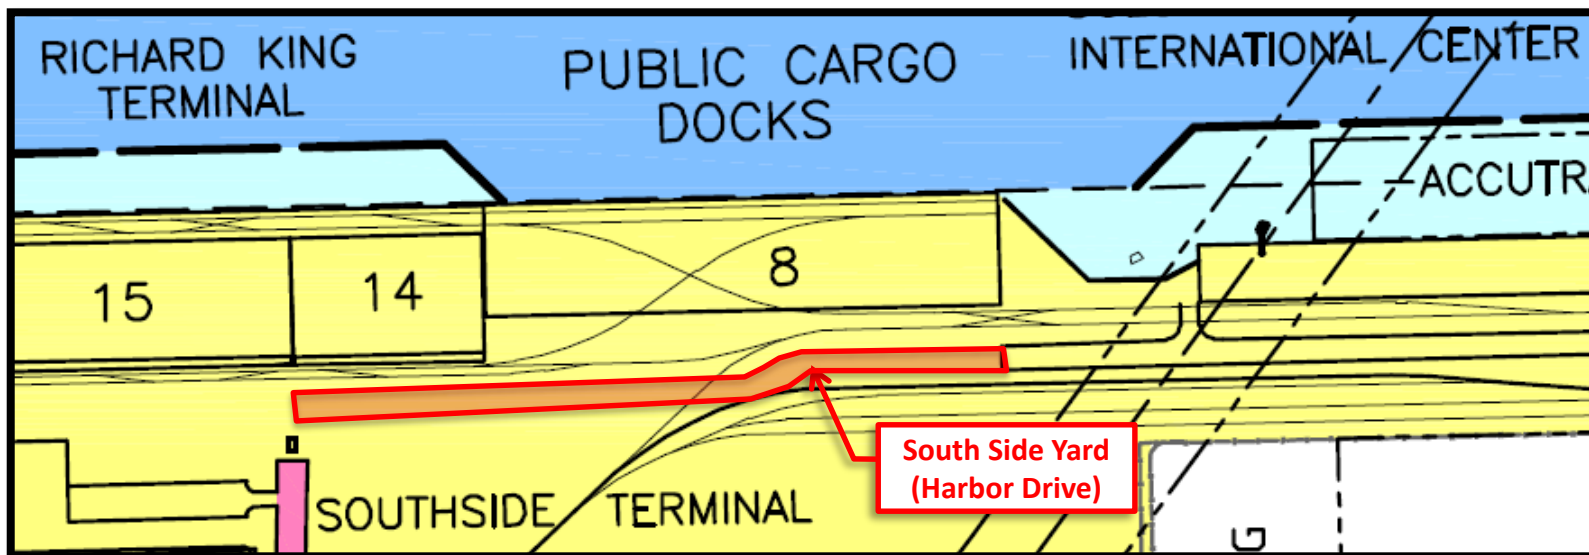 RICHARD KING
TERMINAL
PUBLIC CARGO
DOCKS
INTERNATIONAL CENTER
15
14
8
SOUTHSIDE TERMINAL
South Side Yard
(Harbor Drive)
G